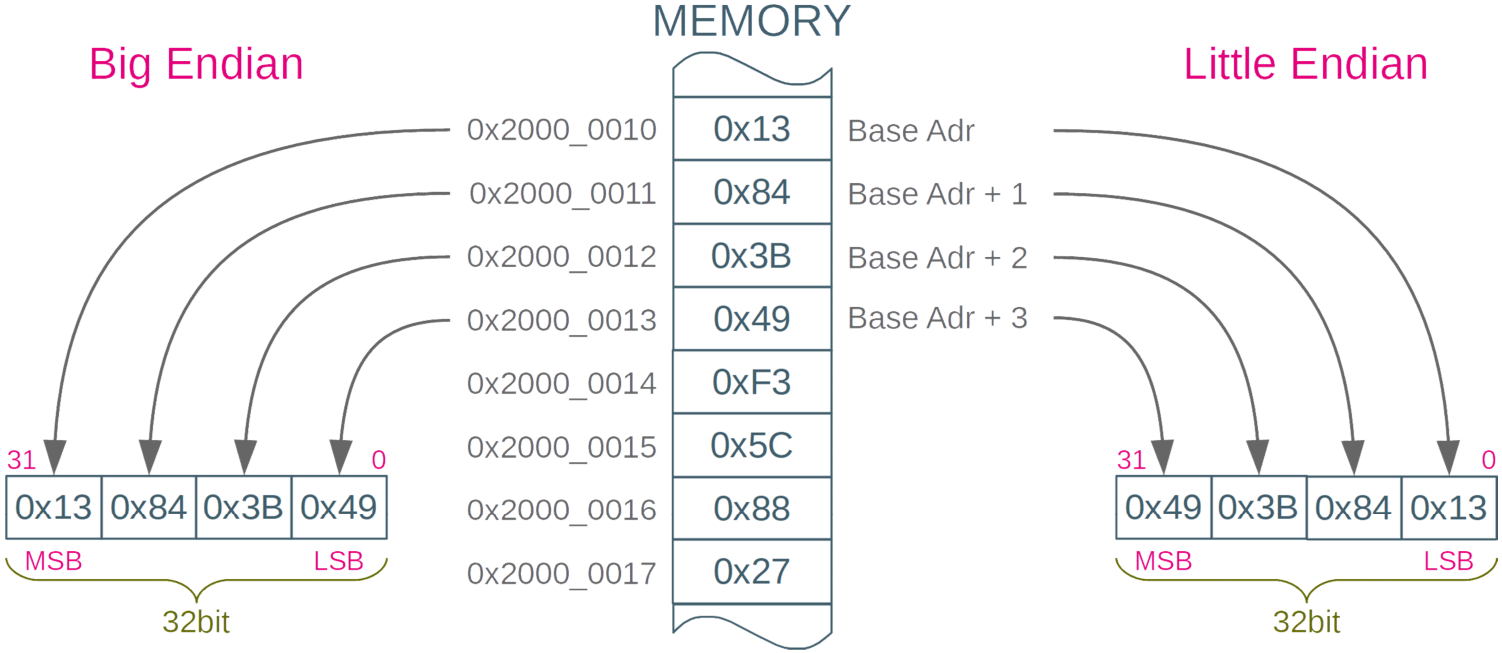 MEMORY
Big Endian
Little Endian
0x2000_0010 0x13 Base Adr
0x2000_0011 0x84 Base Adr + 1
0x2000_0012 0x3B Base Adr + 2
0x2000_0013 0x49 Base Adr + 3
0x2000_0014 0xF3
0x2000_0015 0x5C
0x2000_0016 0x88
0x2000_0017 0x27
31 0
0x13 0x84 0x3B 0x49
MSB LSB
32bit
31 0
0x49 0x3B 0x84 0x13
MSB LSB
32bit